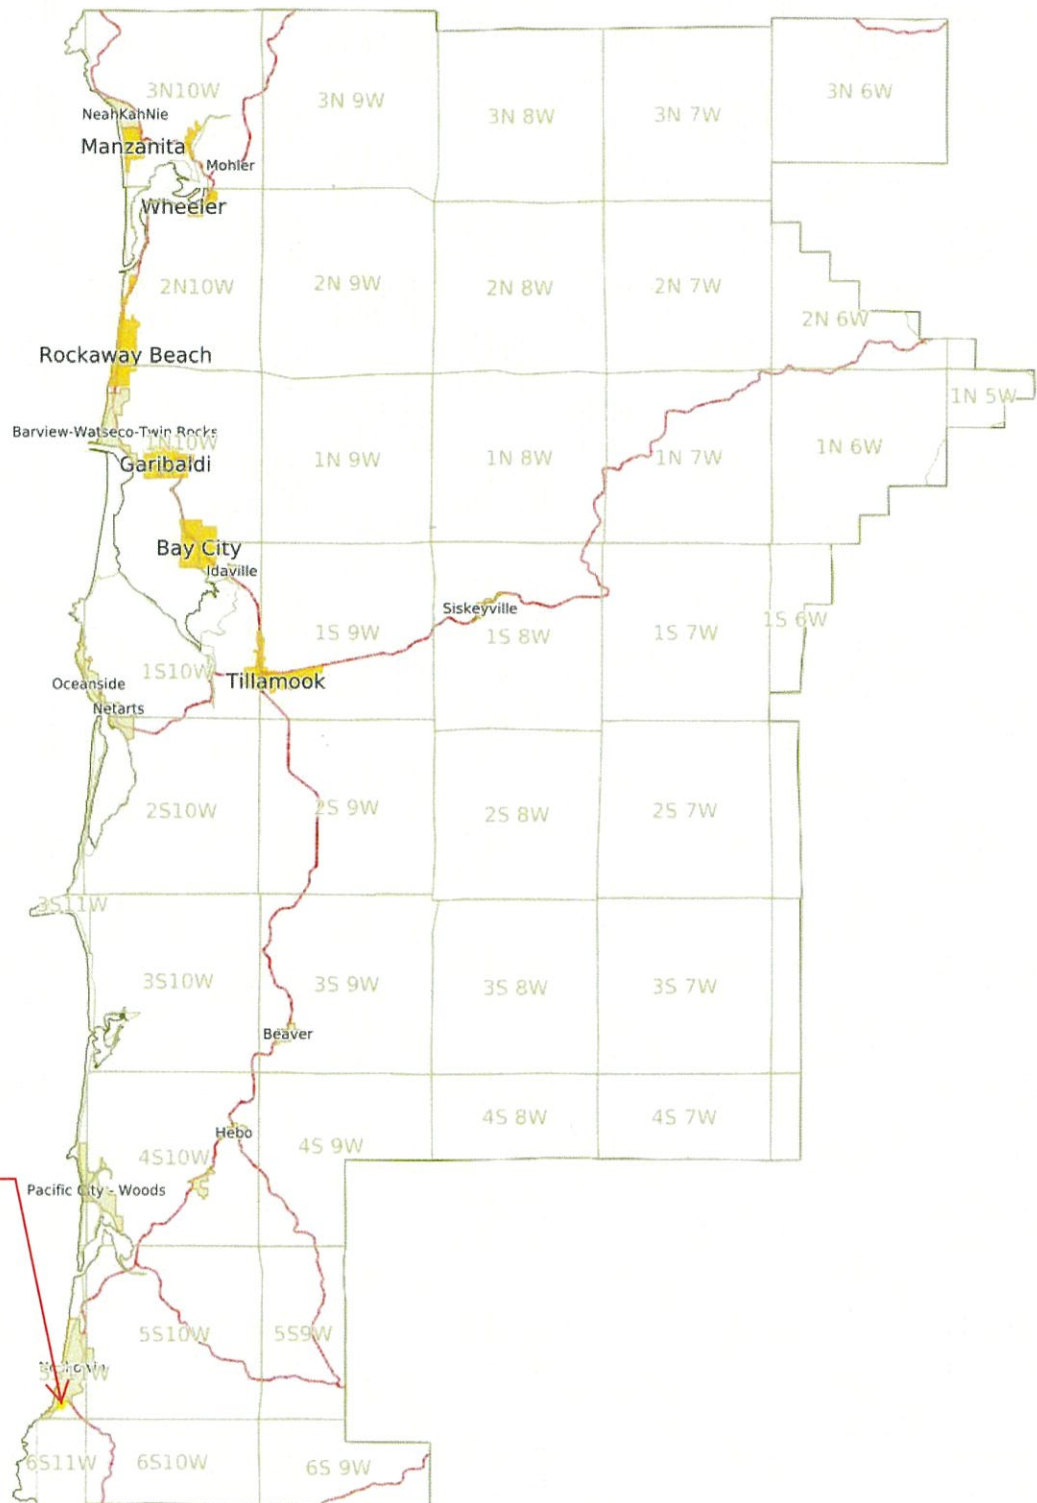 3N10W
3N 9W
3N 8W
3N 7W
3N 6W
NeahKahNie
Manzanita
Mohler
Wheeler
2N10W
2N 9W
2N 8W
2N 7W
2N 6W
Rockaway Beach
1N 5W
Barview-Watseco-Twin Rocks
1N10W
Garibaldi
1N 9W
1N 8W
1N 7W
1N 6W
Bay City
Idaville
Siskeyville
1S 9W
1S 8W
1S 7W
1S 6W
1S10W
Oceanside
Tillamook
Netarts
2S10W
2S 9W
2S 8W
2S 7W
3S11W
3S10W
3S 9W
3S 8W
3S 7W
Beaver
4S 8W
4S 7W
Hebo
4S10W
4S 9W
Pacific City - Woods
5S10W
5S9W
6S11W
6S10W
6S 9W